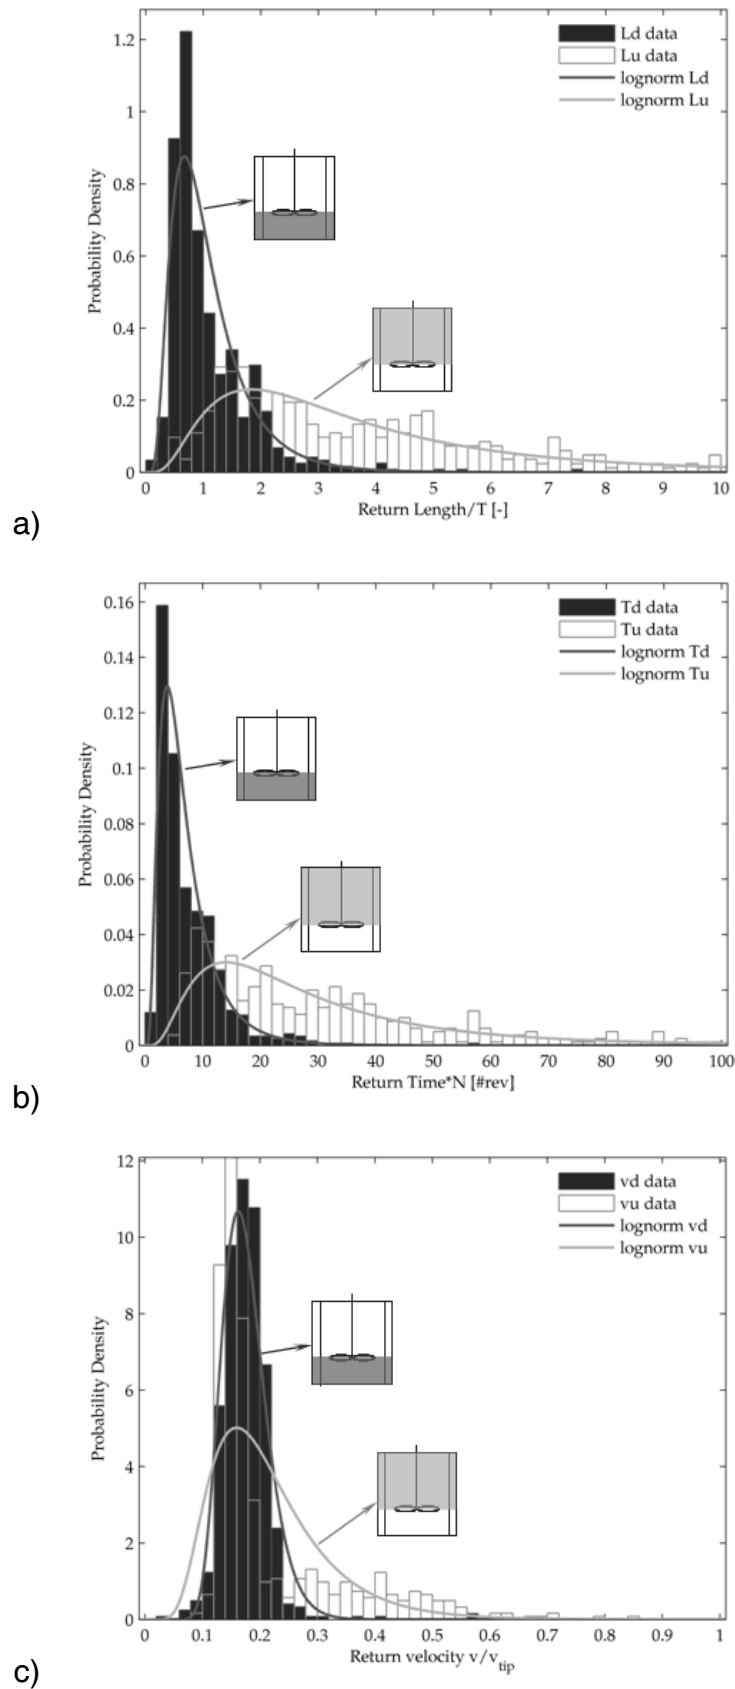 1.2
1
0.8
0.6
0.4
0.2
0
Probability Density
Ld data
Lu data
lognorm Ld
lognorm Lu
0 1 2 3 4 5 6 7 8 9 10
Return Length/T [-]
a)
0.16
0.14
0.12
0.1
0.08
0.06
0.04
0.02
0
Probability Density
Td data
Tu data
lognorm Td
lognorm Tu
0 10 20 30 40 50 60 70 80 90 100
Return Time*N [#rev]
b)
12
10
8
6
4
2
0
Probability Density
vd data
vu data
lognorm vd
lognorm vu
0 0.1 0.2 0.3 0.4 0.5 0.6 0.7 0.8 0.9 1
Return velocity v/v_tip
c)